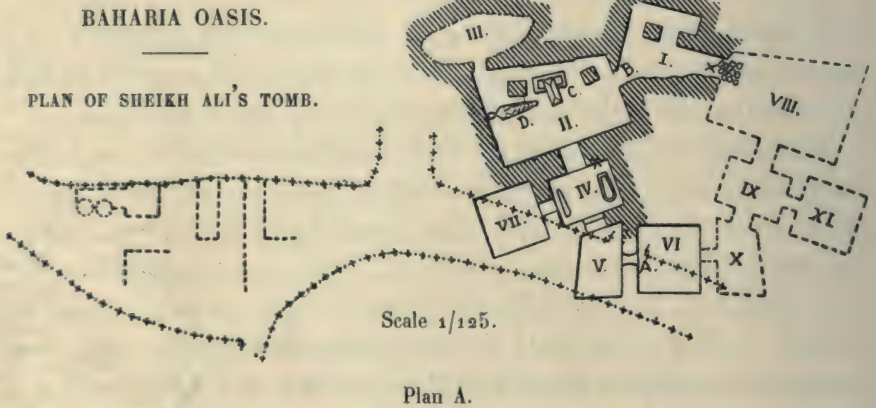 BAHARIA OASIS.
PLAN OF SHEIKH ALI'S TOMB.
III.
I.
B.
C.
D.
II.
VIII.
IV.
IX
XI.
VII.
V.
A.
VI
X
Scale 1/125.
Plan A.